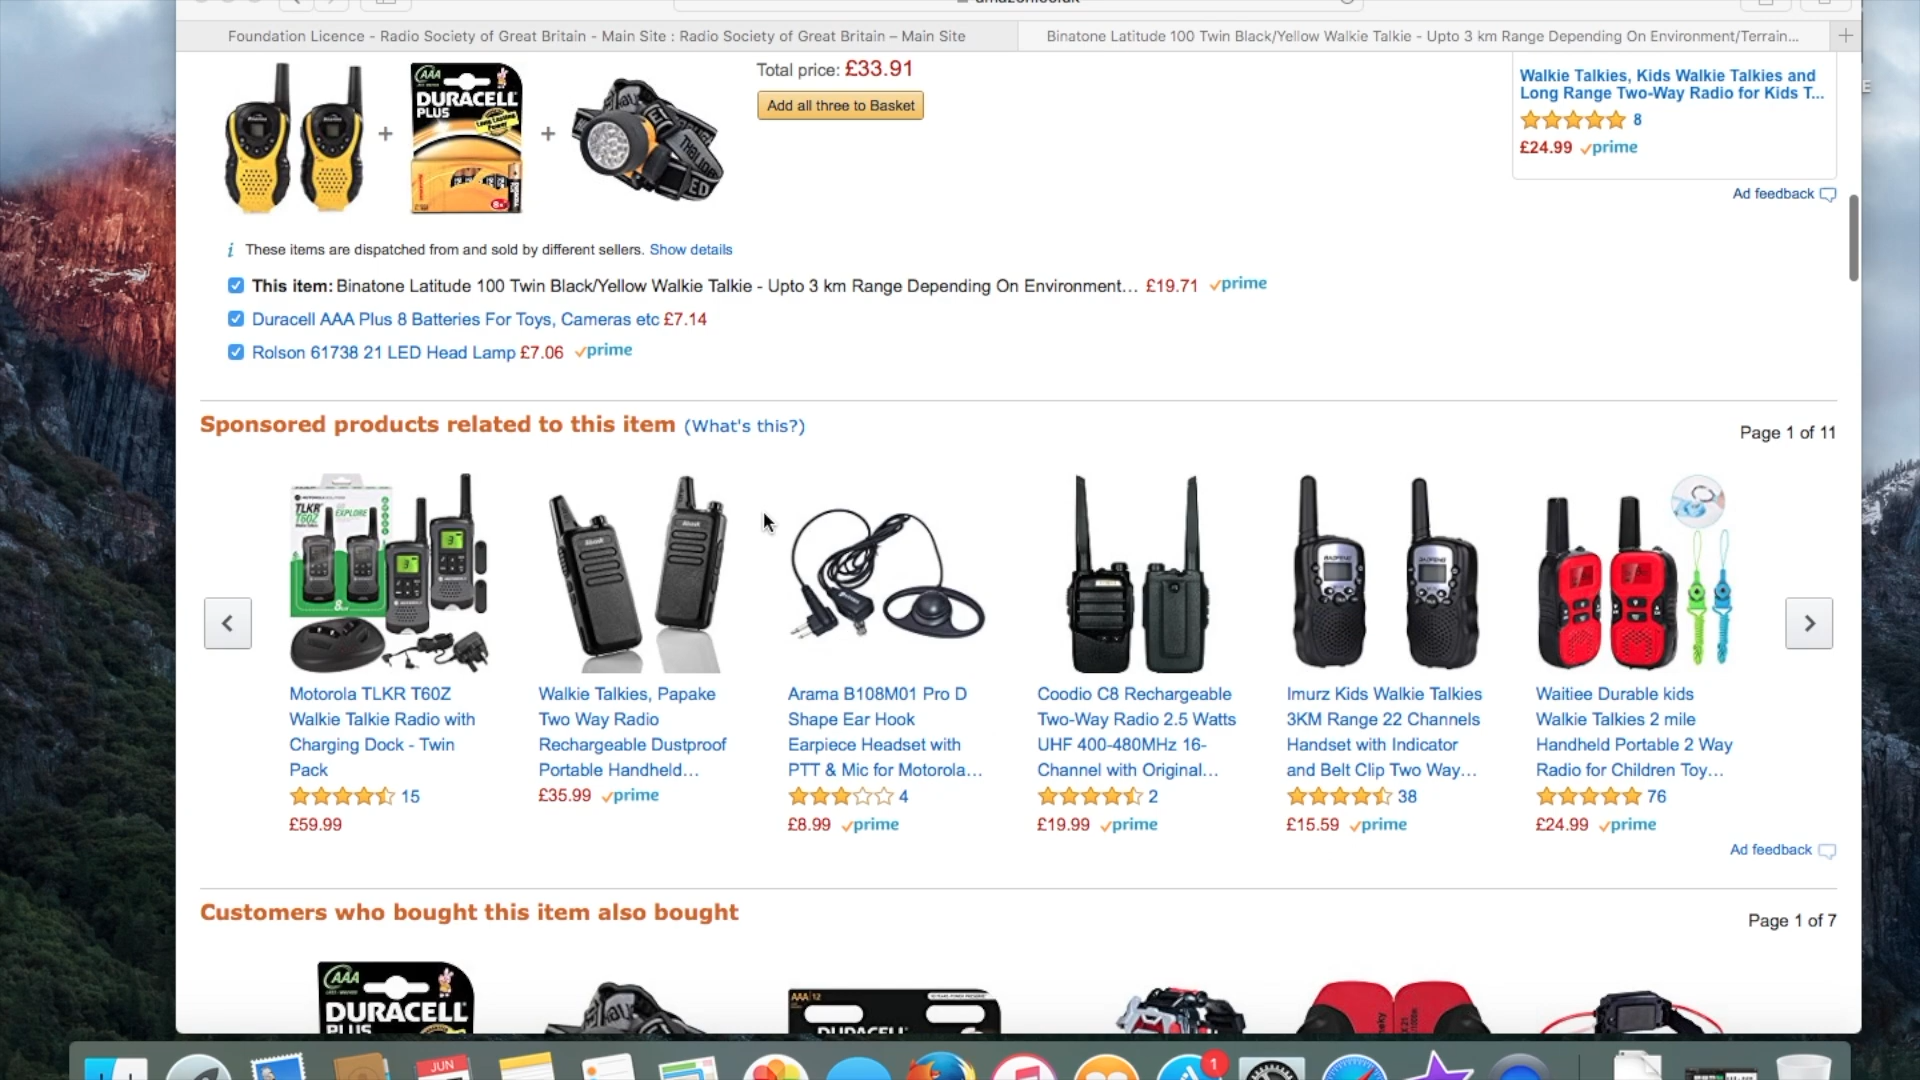 Foundation Licence - Radio Society of Great Britain - Main Site : Radio Society of Great Britain – Main Site
Binatone Latitude 100 Twin Black/Yellow Walkie Talkie - Upto 3 km Range Depending On Environment/Terrain...
Total price: £33.91
Add all three to Basket
AAA
DURACELL
PLUS
Walkie Talkies, Kids Walkie Talkies and
Long Range Two-Way Radio for Kids T...
8
£24.99 prime
Ad feedback
These items are dispatched from and sold by different sellers. Show details
This item: Binatone Latitude 100 Twin Black/Yellow Walkie Talkie - Upto 3 km Range Depending On Environment... £19.71 prime
Duracell AAA Plus 8 Batteries For Toys, Cameras etc £7.14
Rolson 61738 21 LED Head Lamp £7.06 prime
Sponsored products related to this item (What's this?)
Page 1 of 11
TLKR
T60Z
EXPLORE
Motorola TLKR T60Z
Walkie Talkie Radio with
Charging Dock - Twin
Pack
15
£59.99
Walkie Talkies, Papake
Two Way Radio
Rechargeable Dustproof
Portable Handheld...
£35.99 prime
Arama B108M01 Pro D
Shape Ear Hook
Earpiece Headset with
PTT & Mic for Motorola...
4
£8.99 prime
Coodio C8 Rechargeable
Two-Way Radio 2.5 Watts
UHF 400-480MHz 16-
Channel with Original...
2
£19.99 prime
Imurz Kids Walkie Talkies
3KM Range 22 Channels
Handset with Indicator
and Belt Clip Two Way...
38
£15.59 prime
Waitiee Durable kids
Walkie Talkies 2 mile
Handheld Portable 2 Way
Radio for Children Toy...
76
£24.99 prime
Ad feedback
Customers who bought this item also bought
Page 1 of 7
AAA
DURACELL
PLUS
AAA 12
DURACELL
JUN
1